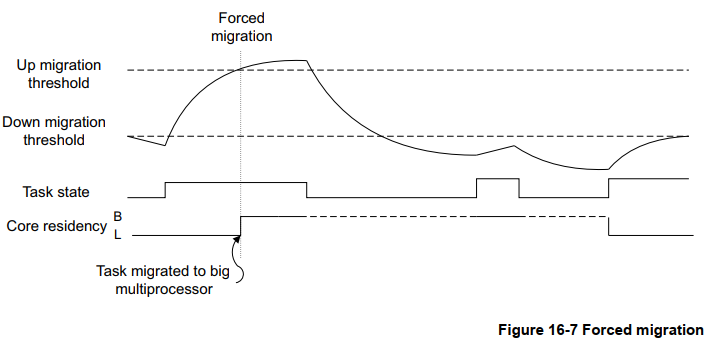 Forced
migration
Up migration
threshold
Down migration
threshold
Task state
Core residency
B
L
Task migrated to big
multiprocessor
Figure 16-7 Forced migration